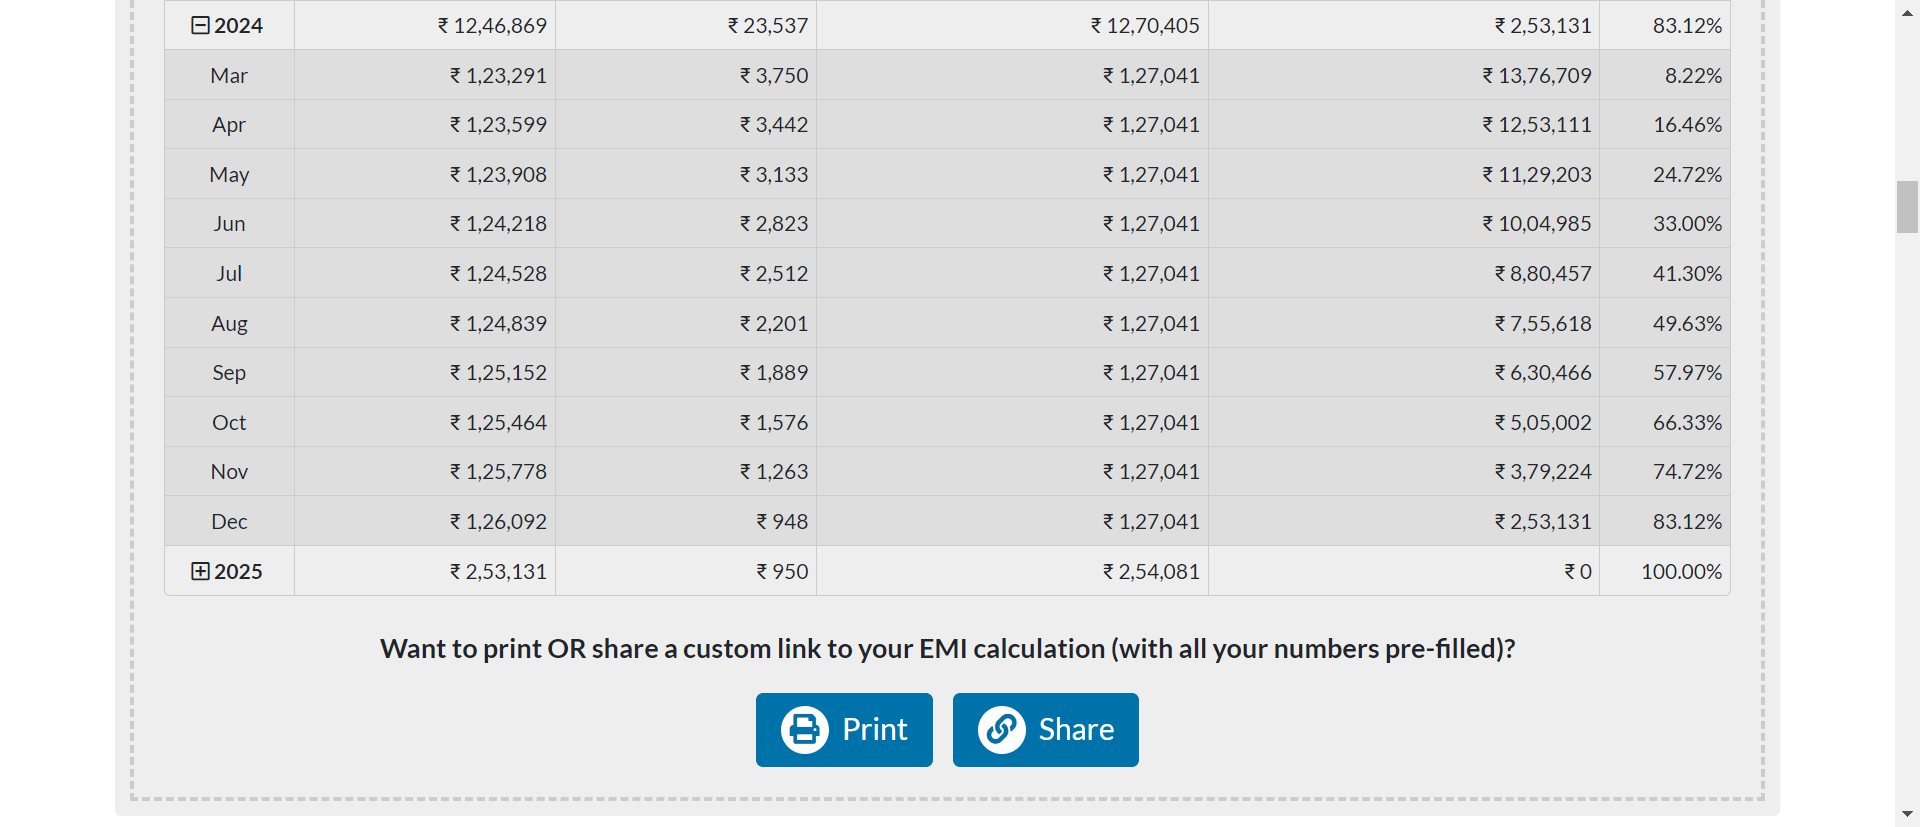 2024 ₹ 12,46,869 ₹ 23,537 ₹ 12,70,405 ₹ 2,53,131 83.12%
Mar ₹ 1,23,291 ₹ 3,750 ₹ 1,27,041 ₹ 13,76,709 8.22%
Apr ₹ 1,23,599 ₹ 3,442 ₹ 1,27,041 ₹ 12,53,111 16.46%
May ₹ 1,23,908 ₹ 3,133 ₹ 1,27,041 ₹ 11,29,203 24.72%
Jun ₹ 1,24,218 ₹ 2,823 ₹ 1,27,041 ₹ 10,04,985 33.00%
Jul ₹ 1,24,528 ₹ 2,512 ₹ 1,27,041 ₹ 8,80,457 41.30%
Aug ₹ 1,24,839 ₹ 2,201 ₹ 1,27,041 ₹ 7,55,618 49.63%
Sep ₹ 1,25,152 ₹ 1,889 ₹ 1,27,041 ₹ 6,30,466 57.97%
Oct ₹ 1,25,464 ₹ 1,576 ₹ 1,27,041 ₹ 5,05,002 66.33%
Nov ₹ 1,25,778 ₹ 1,263 ₹ 1,27,041 ₹ 3,79,224 74.72%
Dec ₹ 1,26,092 ₹ 948 ₹ 1,27,041 ₹ 2,53,131 83.12%
2025 ₹ 2,53,131 ₹ 950 ₹ 2,54,081 ₹ 0 100.00%
Want to print OR share a custom link to your EMI calculation (with all your numbers pre-filled)?
Print Share